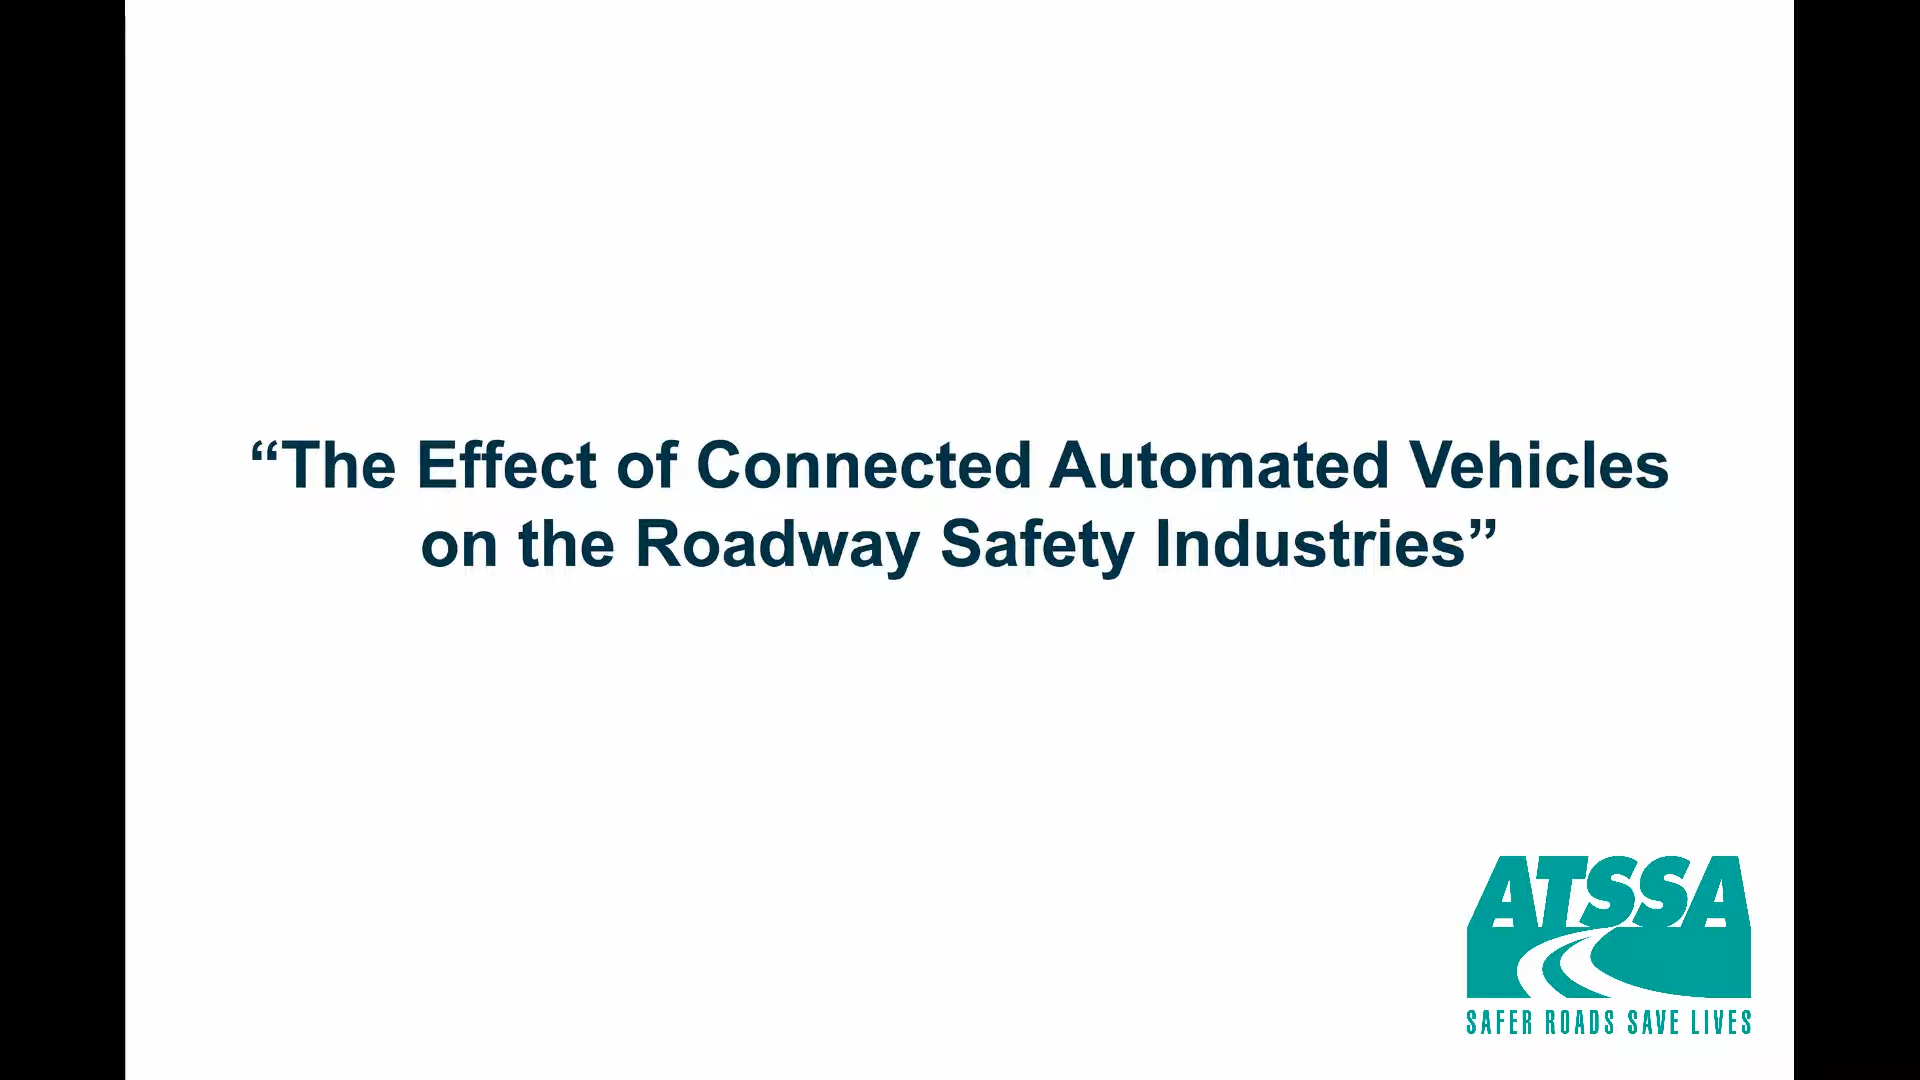 “The Effect of Connected Automated Vehicles
on the Roadway Safety Industries”
ATSSA
SAFER ROADS SAVE LIVES